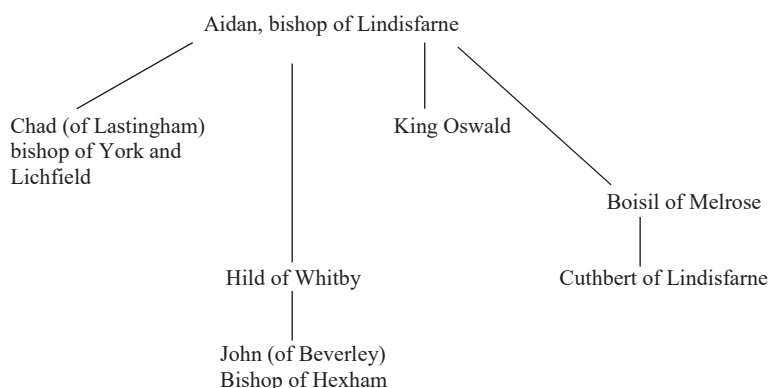 Aidan, bishop of Lindisfarne
Chad (of Lastingham)
bishop of York and
Lichfield
King Oswald
Boisil of Melrose
Hild of Whitby
Cuthbert of Lindisfarne
John (of Beverley)
Bishop of Hexham